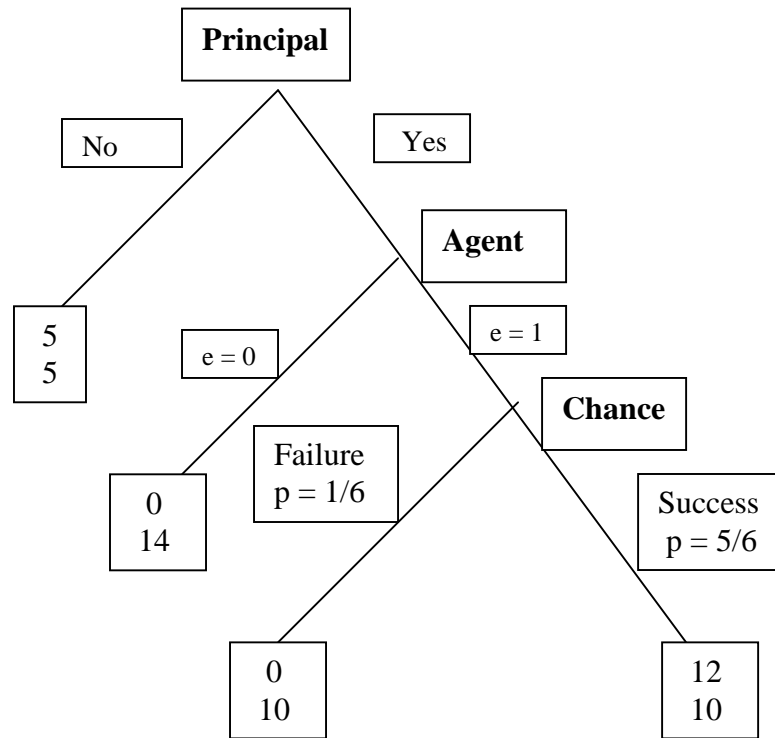 Principal
No
Yes
Agent
5
5
e = 0
e = 1
Chance
Failure
p = 1/6
0
14
Success
p = 5/6
0
10
12
10